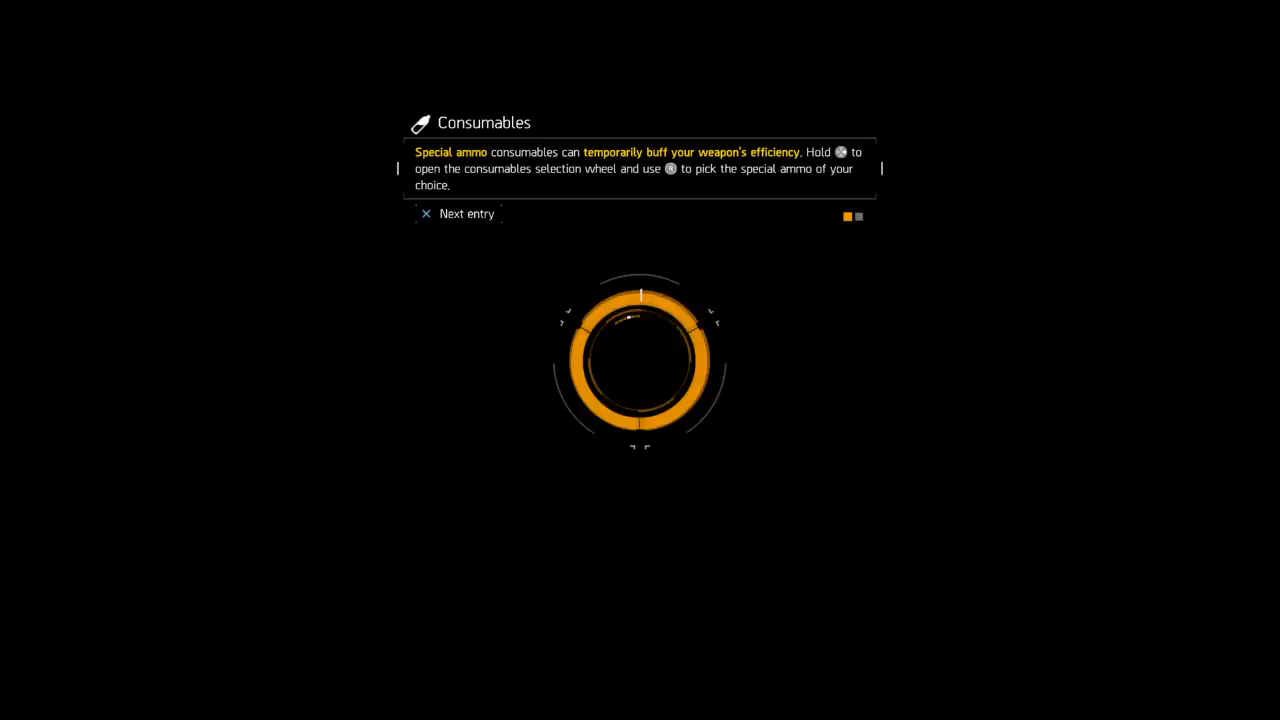 Consumables
Special ammo consumables can temporarily buff your weapon's efficiency. Hold to
open the consumables selection wheel and use R to pick the special ammo of your
choice.
Next entry